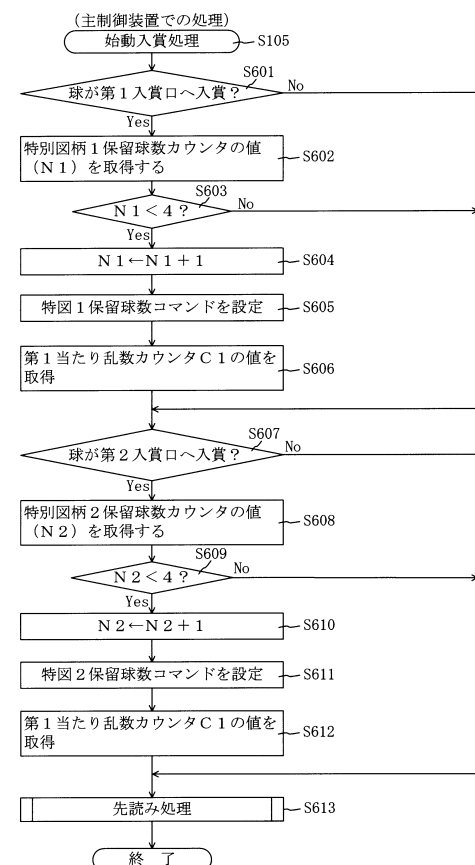 (主制御装置での処理)
始動入賞処理
S105
S601
球が第1入賞口へ入賞?
No
Yes
特別図柄1保留球数カウンタの値
(N1)を取得する
S602
S603
N1<4?
No
Yes
N1←N1+1
S604
特図1保留球数コマンドを設定
S605
第1当たり乱数カウンタC1の値を
取得
S606
S607
球が第2入賞口へ入賞?
No
Yes
特別図柄2保留球数カウンタの値
(N2)を取得する
S608
S609
N2<4?
No
Yes
N2←N2+1
S610
特図2保留球数コマンドを設定
S611
第1当たり乱数カウンタC1の値を
取得
S612
先読み処理
S613
終 了